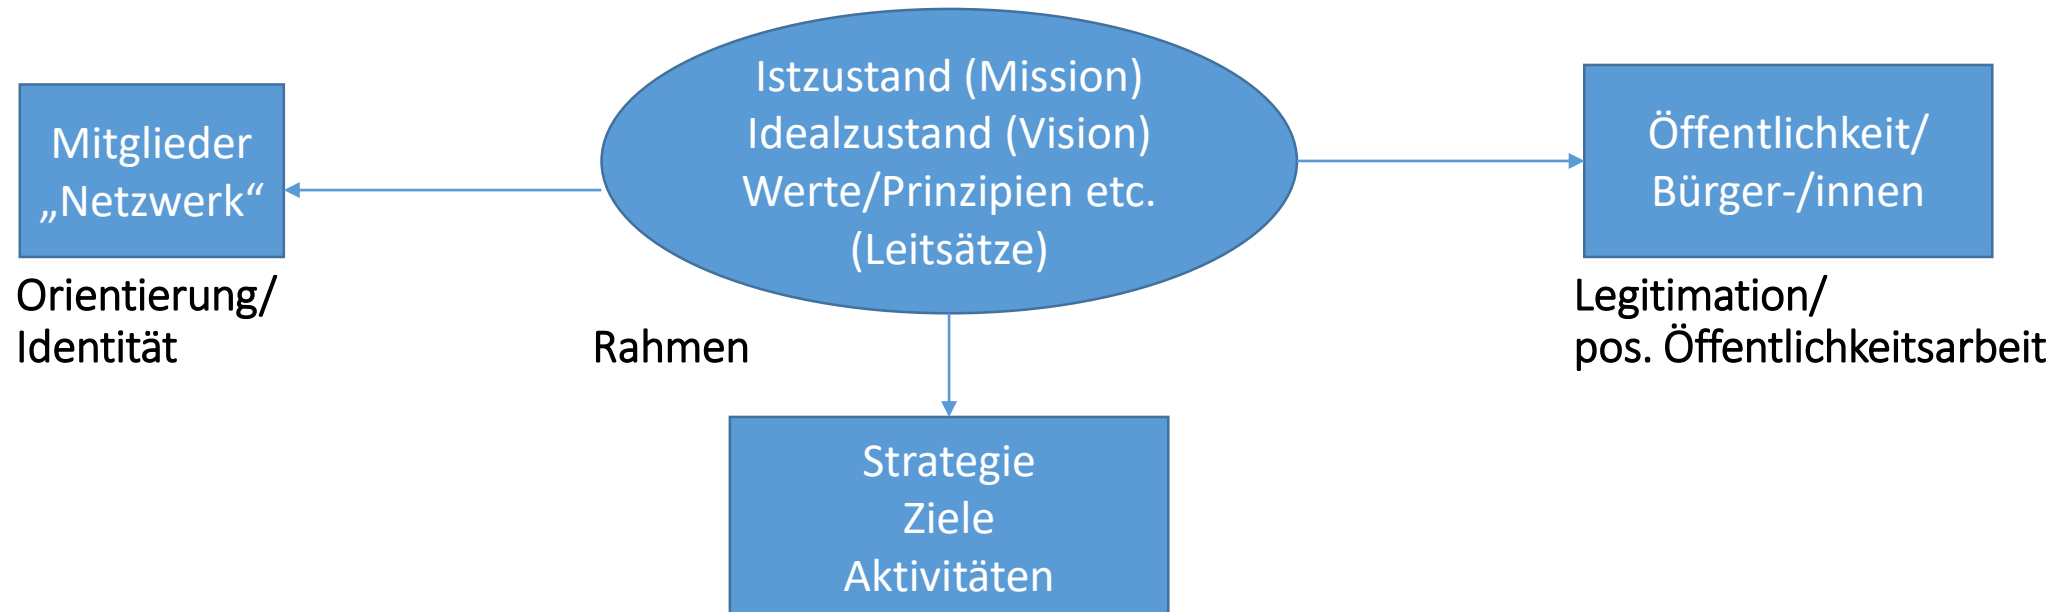 Istzustand (Mission)
Idealzustand (Vision)
Werte/Prinzipien etc.
(Leitsätze)
Mitglieder
„Netzwerk“
Orientierung/
Identität
Öffentlichkeit/
Bürger-/innen
Legitimation/
pos. Öffentlichkeitsarbeit
Rahmen
Strategie
Ziele
Aktivitäten